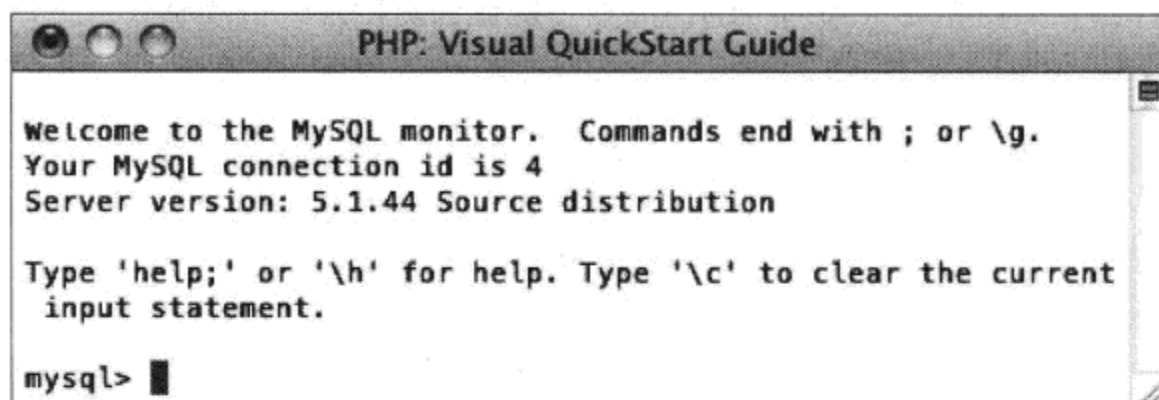 PHP: Visual QuickStart Guide
Welcome to the MySQL monitor.  Commands end with ; or \g.
Your MySQL connection id is 4
Server version: 5.1.44 Source distribution
Type 'help;' or '\h' for help. Type '\c' to clear the current
input statement.
mysql>